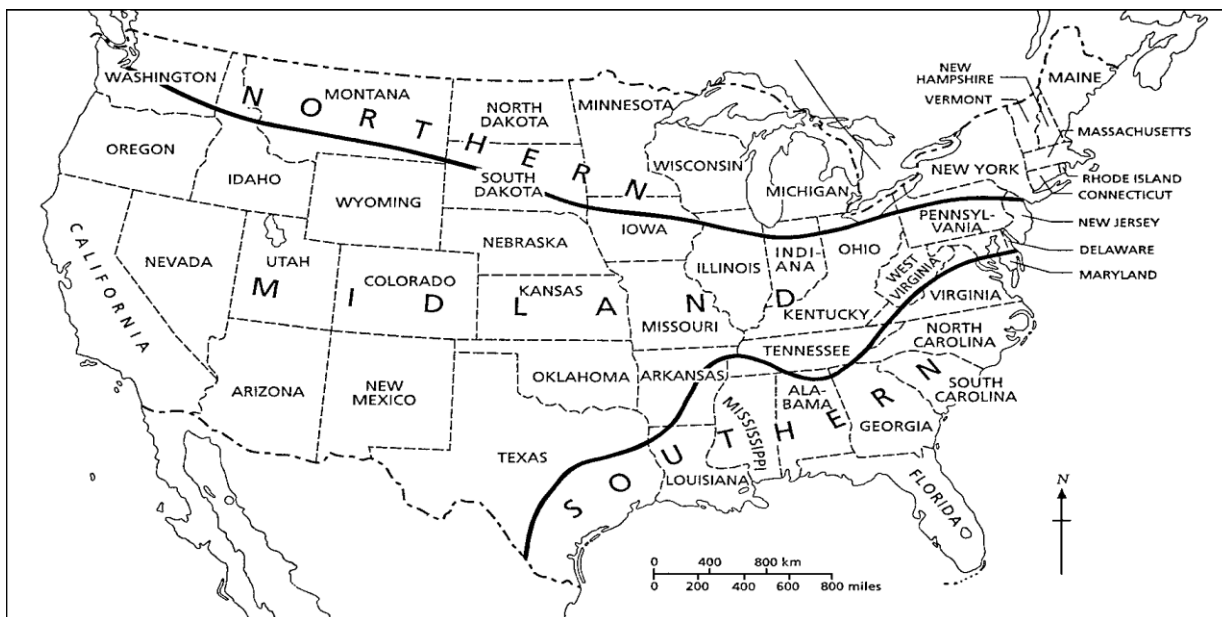 WASHINGTON
MONTANA
NORTH
DAKOTA
MINNESOTA
NEW
HAMPSHIRE
VERMONT
MAINE
MASSACHUSETTS
OREGON
IDAHO
WYOMING
SOUTH
DAKOTA
WISCONSIN
MICHIGAN
NEW YORK
RHODE ISLAND
CONNECTICUT
NORTHERN
CALIFORNIA
NEVADA
UTAH
COLORADO
NEBRASKA
KANSAS
IOWA
ILLINOIS
INDI-
ANA
OHIO
PENNSYL-
VANIA
NEW JERSEY
DELAWARE
MARYLAND
WEST
VIRGINIA
VIRGINIA
MIDLAND
MISSOURI
KENTUCKY
ARIZONA
NEW
MEXICO
OKLAHOMA
ARKANSAS
TENNESSEE
NORTH
CAROLINA
SOUTH
CAROLINA
TEXAS
LOUISIANA
MISSISSIPPI
ALA-
BAMA
GEORGIA
FLORIDA
SOUTHERN
N
0 400 800 km
0 200 400 600 800 miles